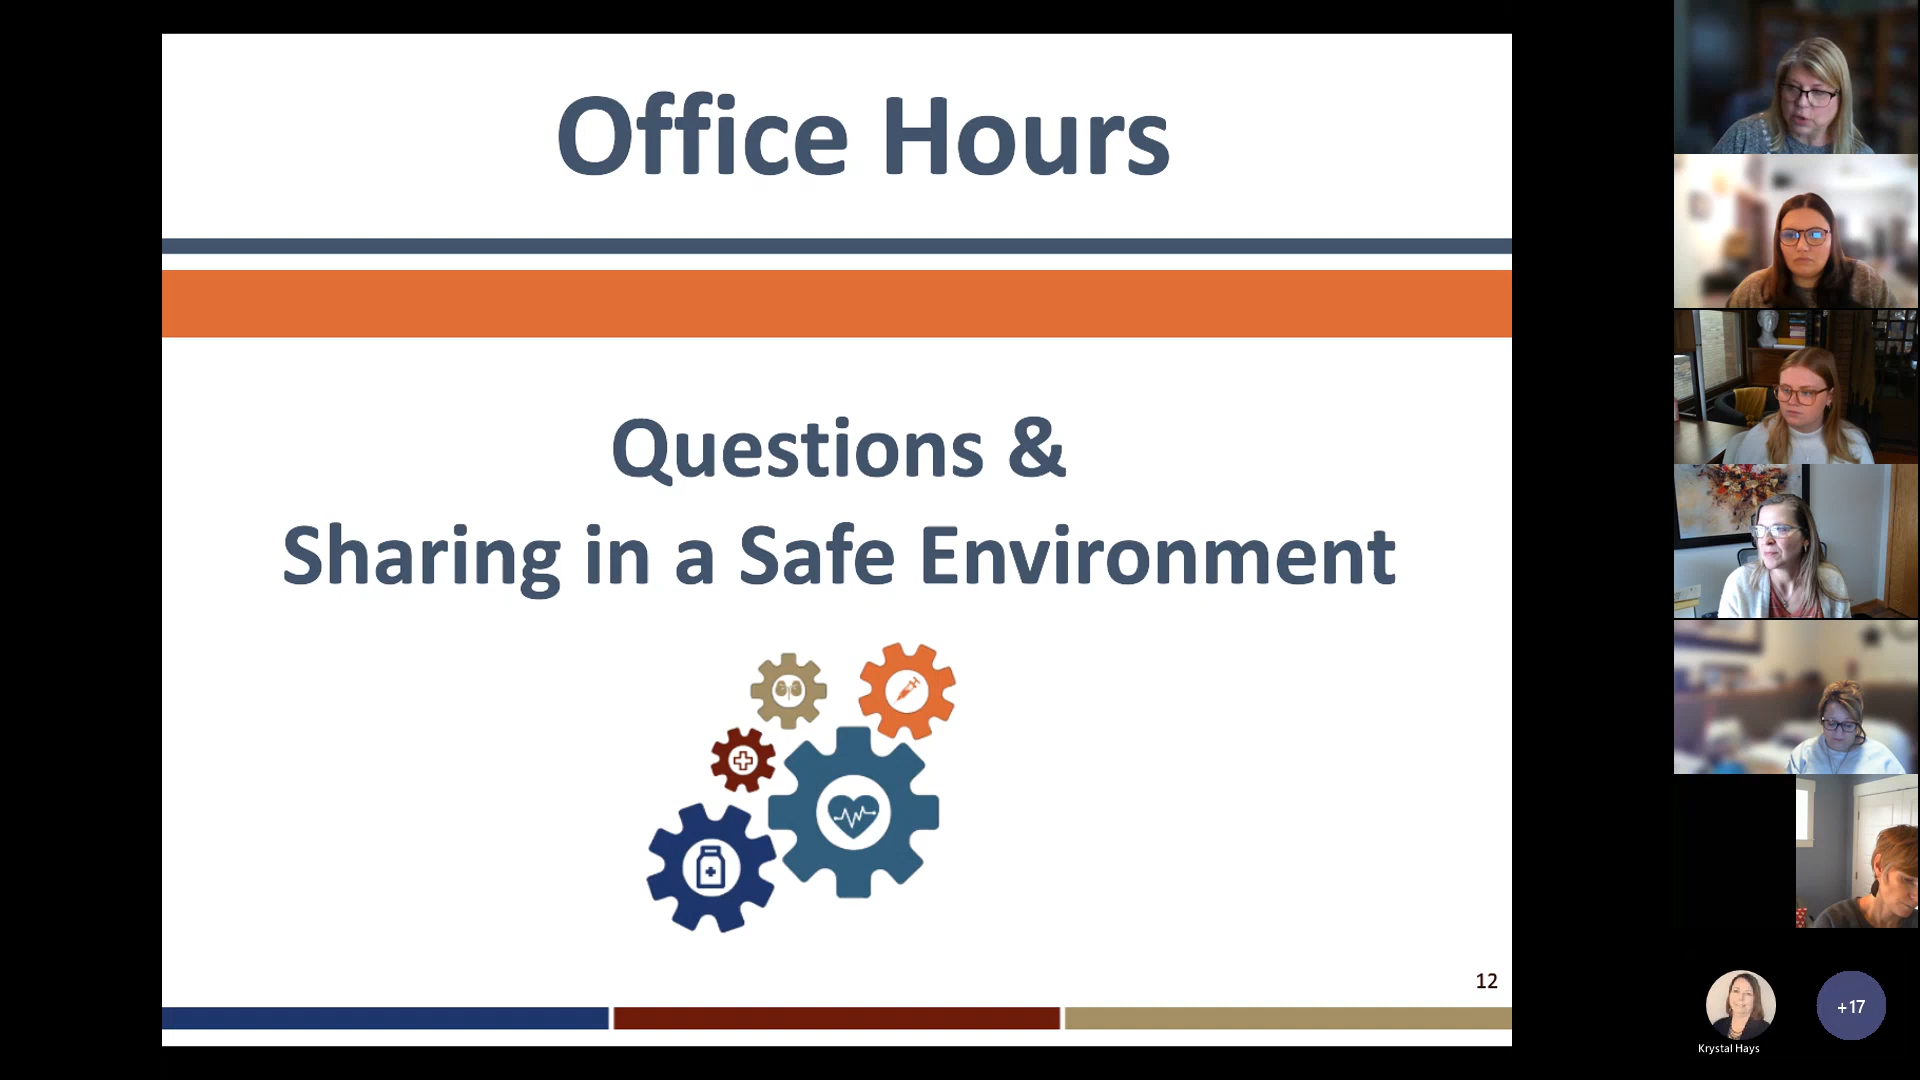 Office Hours
Questions &
Sharing in a Safe Environment
12
+17
Krystal Hays